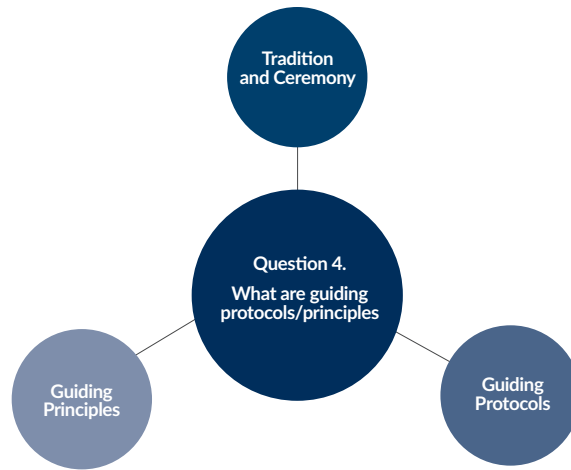 Tradition
and Ceremony
Question 4.
What are guiding
protocols/principles
Guiding
Principles
Guiding
Protocols